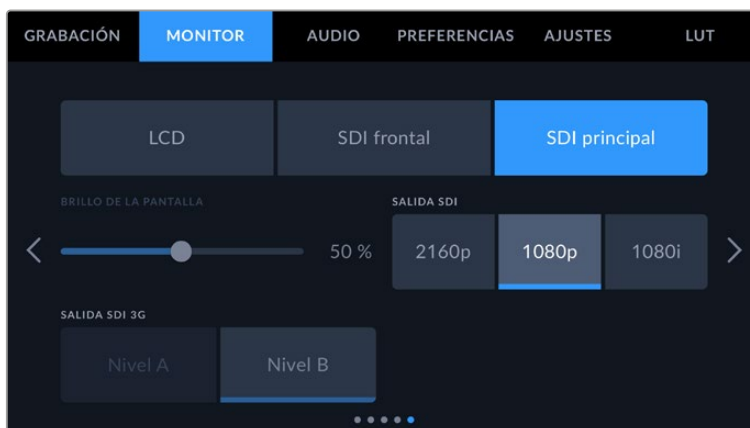 GRABACIÓN MONITOR AUDIO PREFERENCIAS AJUSTES LUT
LCD SDI frontal SDI principal
BRILLO DE LA PANTALLA SALIDA SDI
50 % 2160p 1080p 1080i
SALIDA SDI 3G
Nivel A Nivel B